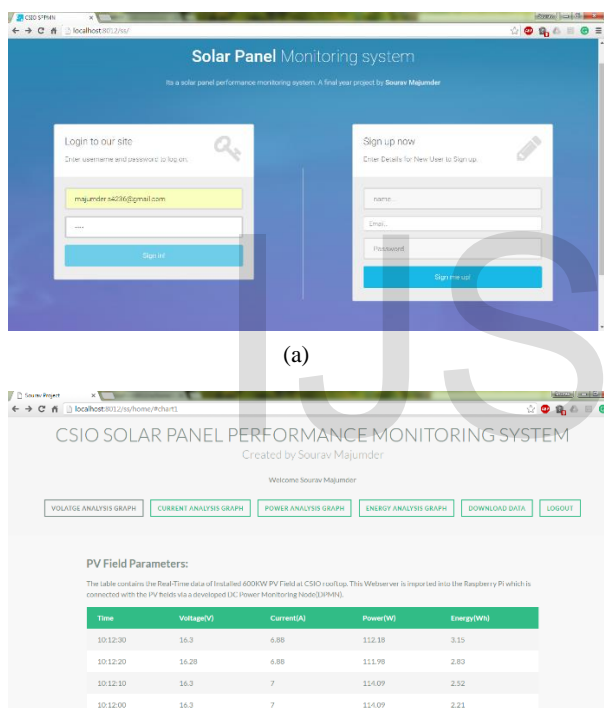 CSIO SPPMN
localhost:8012/ss/
Solar Panel Monitoring system
Its a solar panel performance monitoring system. A final year project by Sourav Majumder
Login to our site
Enter username and password to log on:
majumder.s4236@gmail.com
....
Sign in!
Sign up now
Enter Details for New User to Sign up.
name...
Email..
Password
Sign me up!
(a)
IJS
Sourav Project
localhost:8012/ss/home/#chart1
CSIO SOLAR PANEL PERFORMANCE MONITORING SYSTEM
Created by Sourav Majumder
Welcome Sourav Majumder
VOLATGE ANALYSIS GRAPH CURRENT ANALYSIS GRAPH POWER ANALYSIS GRAPH ENERGY ANALYSIS GRAPH DOWNLOAD DATA LOGOUT
PV Field Parameters:
The table contains the Real-Time data of Installed 600KW PV Field at CSIO rooftop. This Webserver is imported into the Raspberry Pi which is
connected with the PV fields via a developed DC Power Monitoring Node(DPMN).
Time Voltage(V) Current(A) Power(W) Energy(Wh)
10:12:30 16.3 6.88 112.18 3.15
10:12:20 16.28 6.88 111.98 2.83
10:12:10 16.3 7 114.09 2.52
10:12:00 16.3 7 114.09 2.21